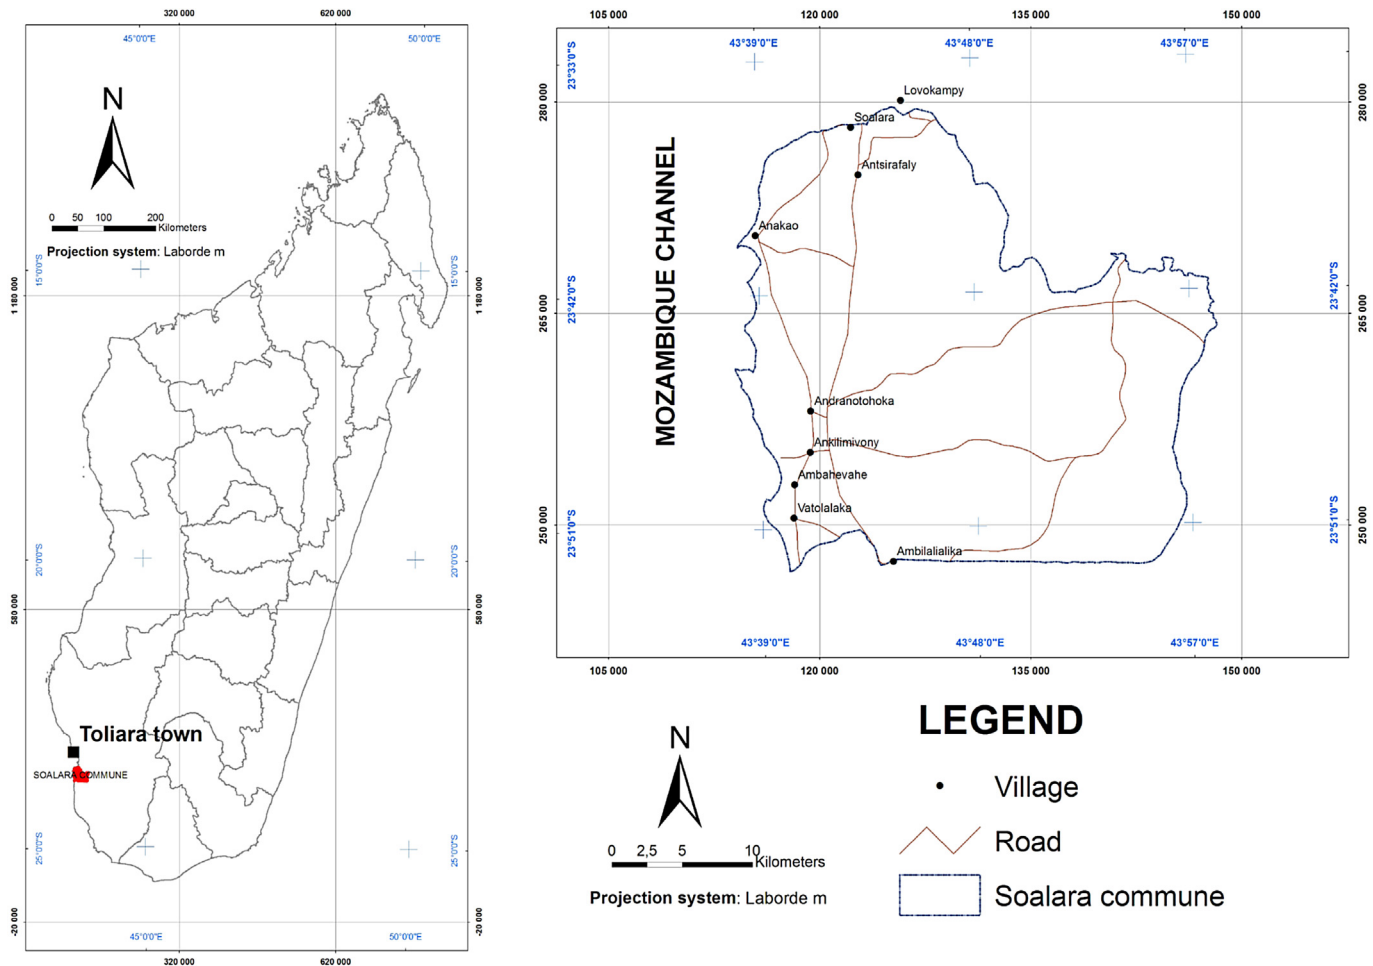 320 000
620 000
45°0'0"E
50°0'0"E
N
0 50 100 200
Kilometers
Projection system: Laborde m
15°0'0"S
15°0'0"S
1 180 000
1 180 000
20°0'0"S
20°0'0"S
580 000
580 000
Toliara town
SOALARA COMMUNE
25°0'0"S
25°0'0"S
-20 000
-20 000
45°0'0"E
50°0'0"E
320 000
620 000
105 000
120 000
135 000
150 000
43°39'0"E
43°48'0"E
43°57'0"E
23°33'0"S
280 000
280 000
Lovokampy
Soalara
Antsirafaly
MOZAMBIQUE CHANNEL
Anakao
23°42'0"S
23°42'0"S
265 000
265 000
Andranotohoka
Ankilimivony
Ambahevahe
Vatolalaka
Ambilalialika
250 000
250 000
23°51'0"S
23°51'0"S
43°39'0"E
43°48'0"E
43°57'0"E
105 000
120 000
135 000
150 000
N
0 2,5 5 10
Kilometers
Projection system: Laborde m
LEGEND
Village
Road
Soalara commune